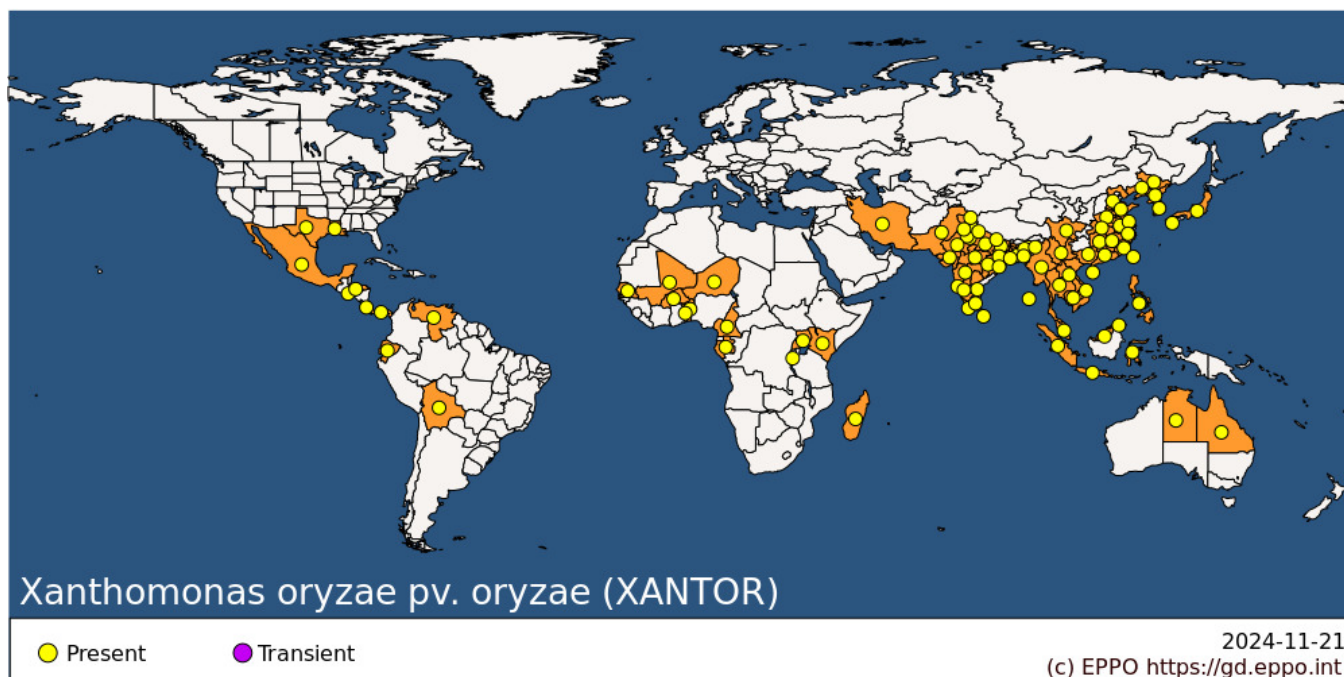 Xanthomonas oryzae pv. oryzae (XANTOR)
Present
Transient
2024-11-21
(c) EPPO https://gd.eppo.int